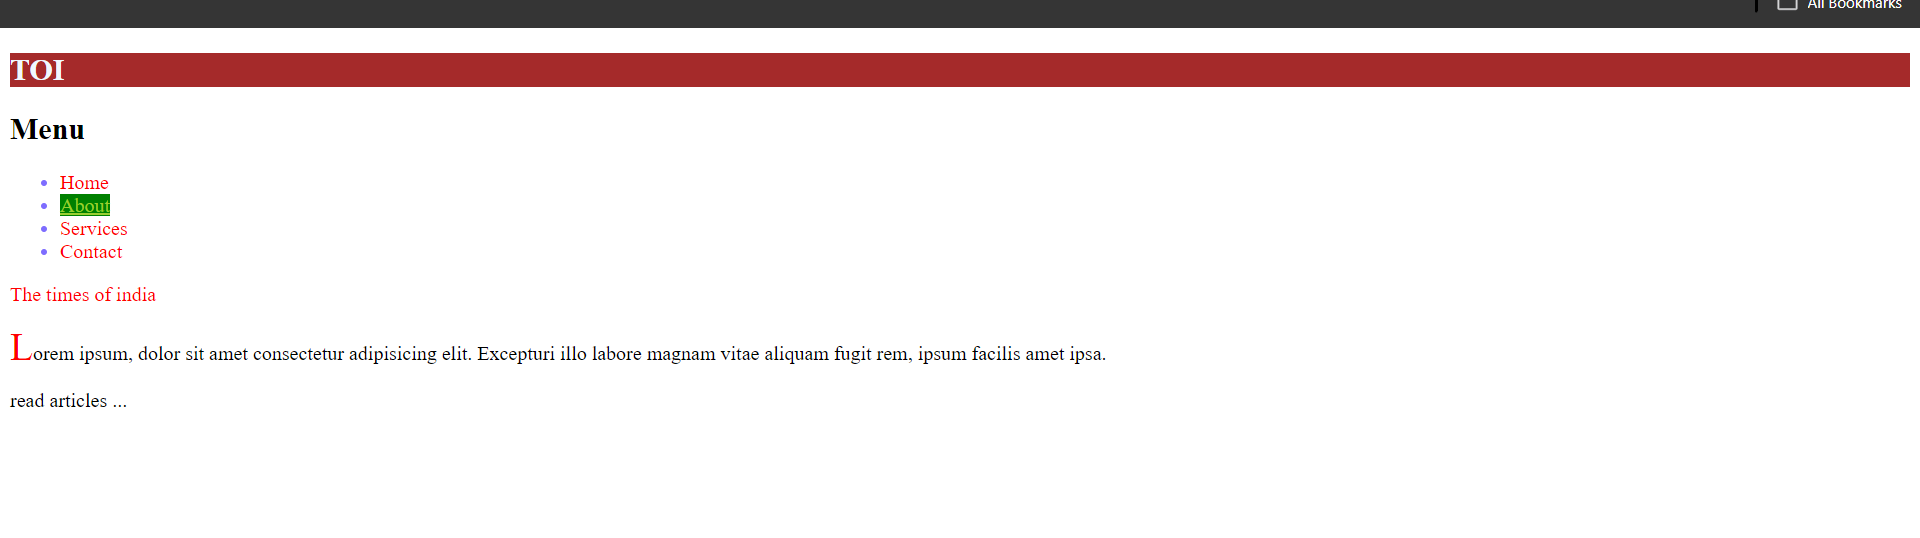 All Bookmarks
TOI
Menu
Home
About
Services
Contact
The times of india
Lorem ipsum, dolor sit amet consectetur adipisicing elit. Excepturi illo labore magnam vitae aliquam fugit rem, ipsum facilis amet ipsa.
read articles ...